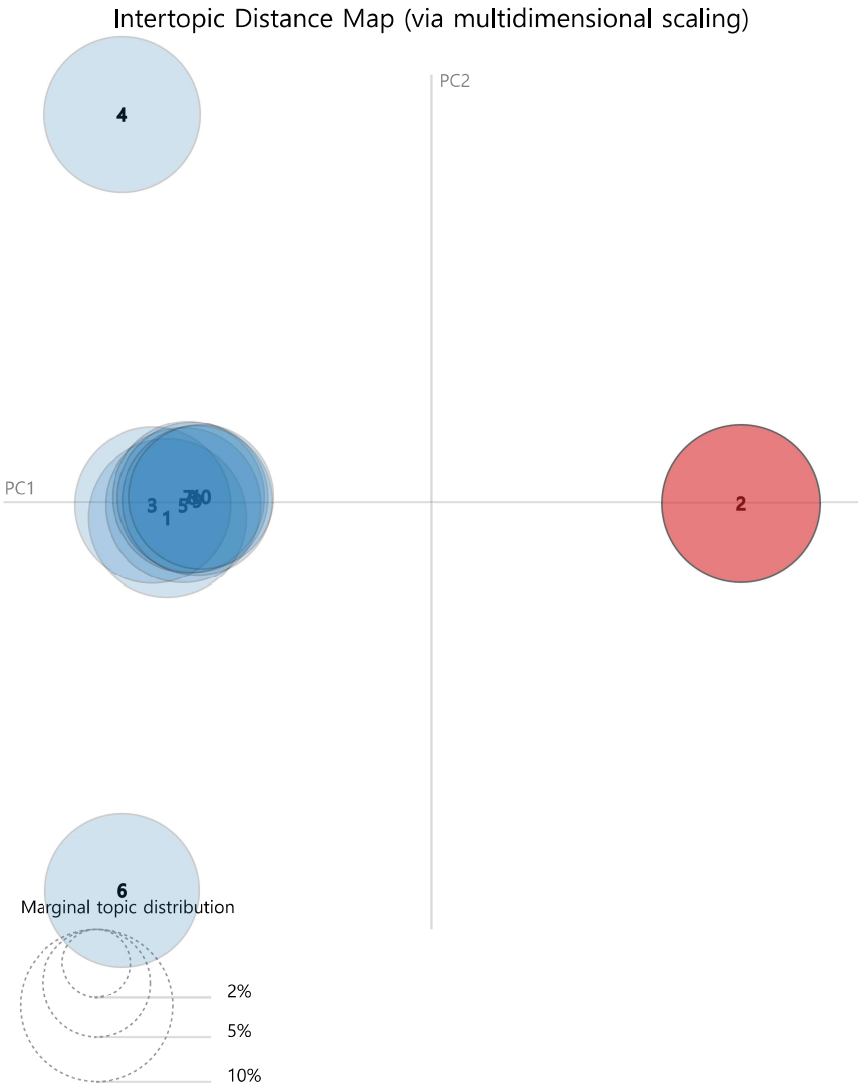 Intertopic Distance Map (via multidimensional scaling)
PC2
4
PC1
3
1
5
10
2
6
Marginal topic distribution
2%
5%
10%